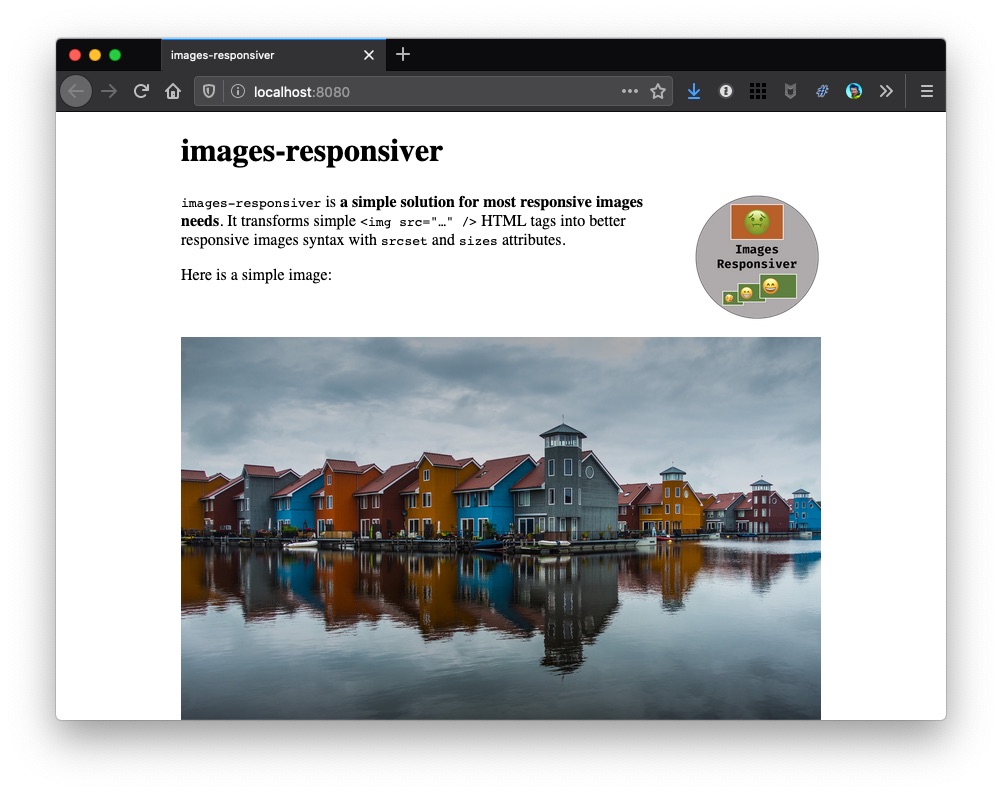 images-responsiver
localhost:8080
images-responsiver
images-responsiver is a simple solution for most responsive images
needs. It transforms simple <img src="…" /> HTML tags into better
responsive images syntax with srcset and sizes attributes.
Here is a simple image:
Images
Responsiver